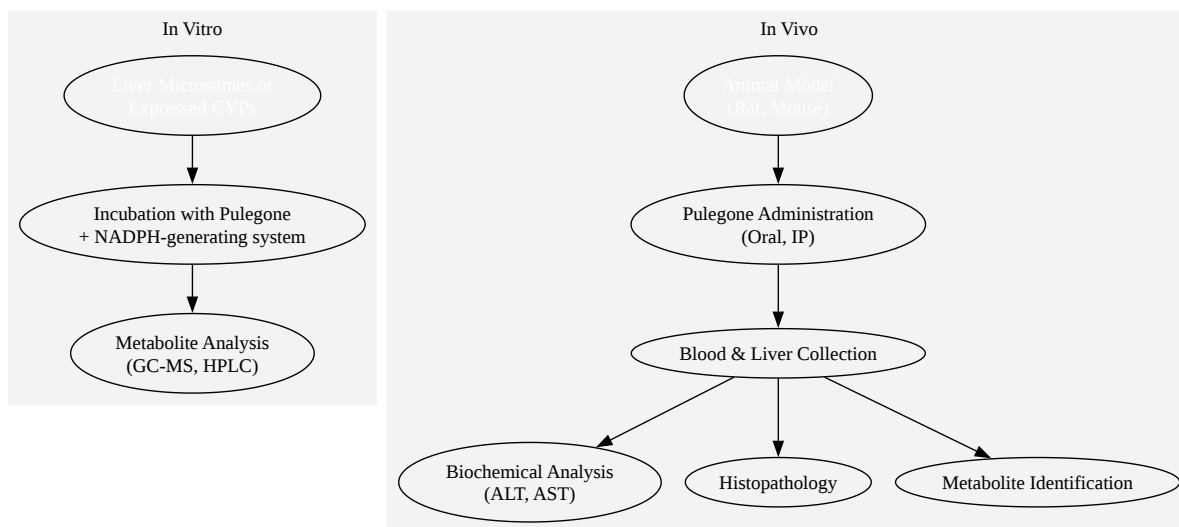 In Vitro
Liver Microsomes or
Expressed CYPs
Incubation with Pulegone
+ NADPH-generating system
Metabolite Analysis
(GC-MS, HPLC)
In Vivo
Animal Model
(Rat, Mouse)
Pulegone Administration
(Oral, IP)
Blood & Liver Collection
Biochemical Analysis
(ALT, AST)
Histopathology
Metabolite Identification